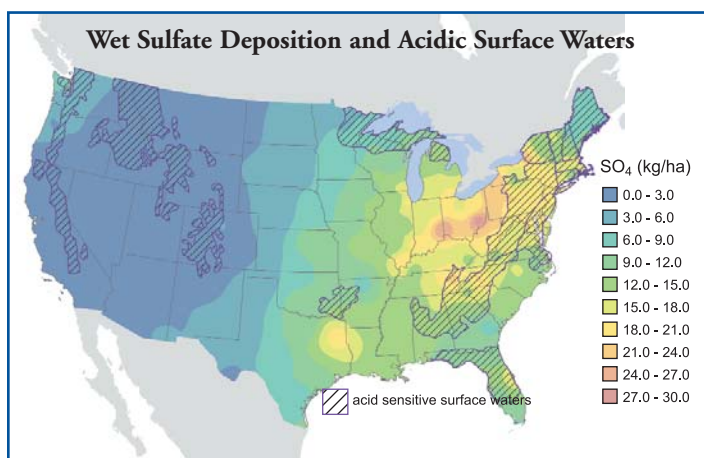 Wet Sulfate Deposition and Acidic Surface Waters
SO₄ (kg/ha)
0.0 - 3.0
3.0 - 6.0
6.0 - 9.0
9.0 - 12.0
12.0 - 15.0
15.0 - 18.0
18.0 - 21.0
21.0 - 24.0
24.0 - 27.0
27.0 - 30.0
acid sensitive surface waters